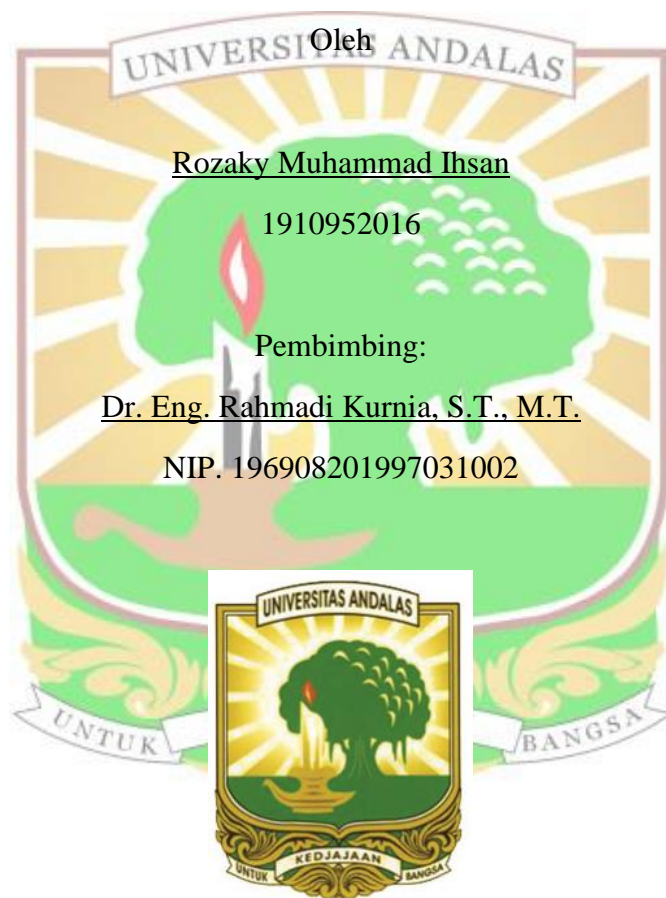 UNIVERSITAS ANDALAS
Oleh
Rozaky Muhammad Ihsan
1910952016
Pembimbing:
Dr. Eng. Rahmadi Kurnia, S.T., M.T.
NIP. 196908201997031002
UNTUK BANGSA
UNIVERSITAS ANDALAS
KEDJAJAAN
UNTUK BANGSA